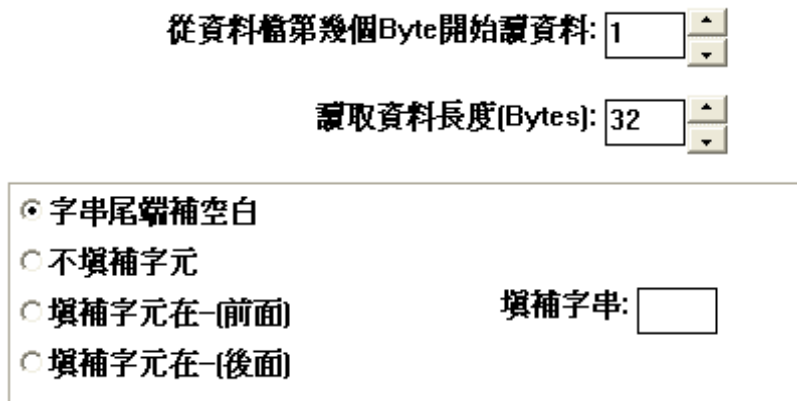 從資料檔第幾個Byte開始讀資料: 1
讀取資料長度(Bytes): 32
字串尾端補空白
不填補字元
填補字元在-(前面) 填補字串:
填補字元在-(後面)